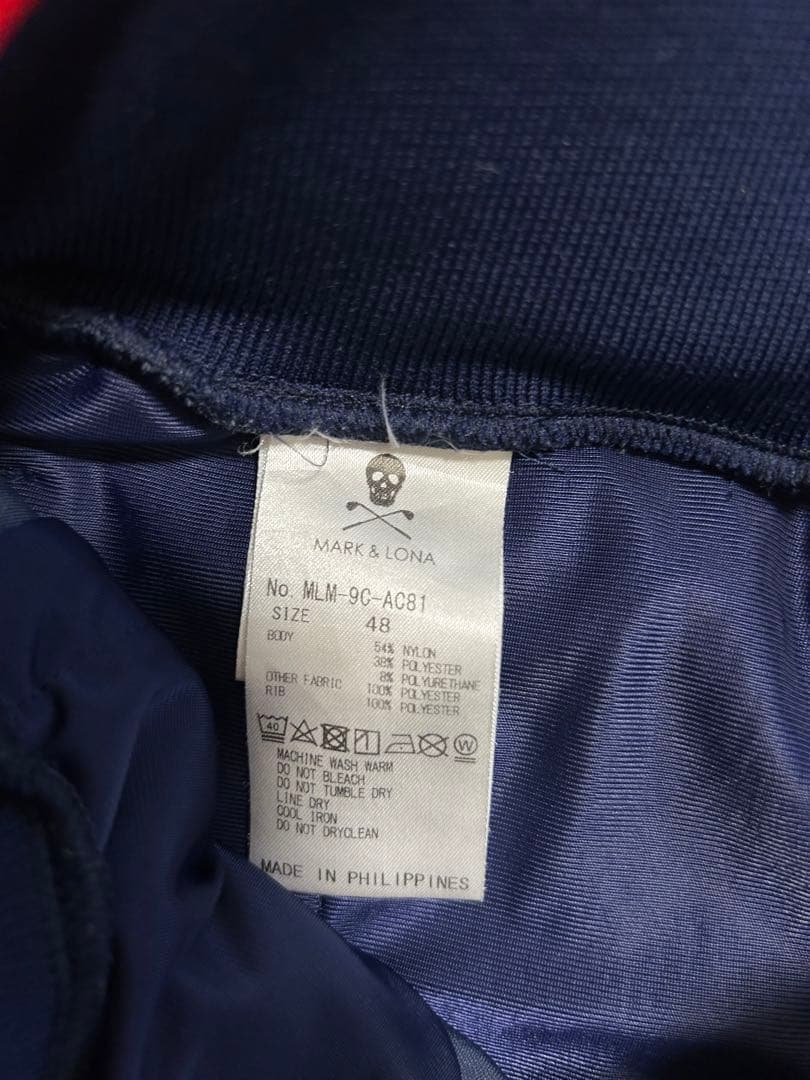 MARK & LONA
No. MLM-9C-AC81
SIZE 48
BODY 54% NYLON
38% POLYESTER
8% POLYURETHANE
OTHER FABRIC 100% POLYESTER
RIB 100% POLYESTER
40 W
MACHINE WASH WARM
DO NOT BLEACH
DO NOT TUMBLE DRY
LINE DRY
COOL IRON
DO NOT DRYCLEAN
MADE IN PHILIPPINES